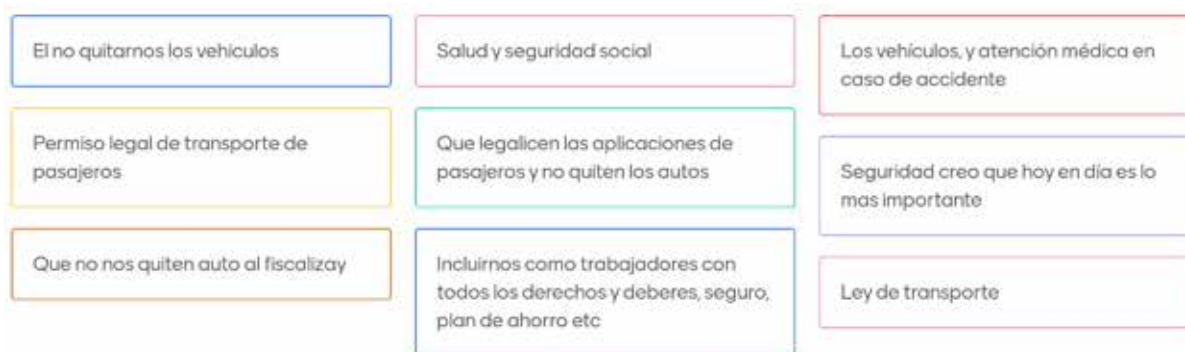 El no quitarnos los vehiculos
Permiso legal de transporte de
pasajeros
Que no nos quiten auto al fiscalizay
Salud y seguridad social
Que legalicen las aplicaciones de
pasajeros y no quiten los autos
Incluirnos como trabajadores con
todos los derechos y deberes, seguro,
plan de ahorro etc
Los vehículos, y atención médica en
caso de accidente
Seguridad creo que hoy en día es lo
mas importante
Ley de transporte